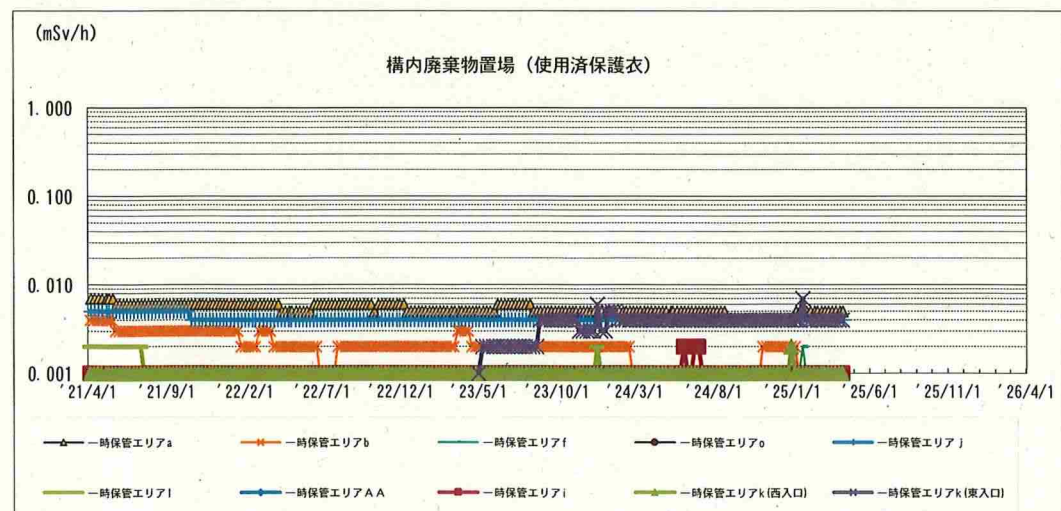 (mSv/h)
構内廃棄物置場（使用済保護衣）
1.000
0.100
0.010
0.001
'21/4/1 '21/9/1 '22/2/1 '22/7/1 '22/12/1 '23/5/1 '23/10/1 '24/3/1 '24/8/1 '25/1/1 '25/6/1 '25/11/1 '26/4/1
一時保管エリアa 一時保管エリアb 一時保管エリアf 一時保管エリアo 一時保管エリアj
一時保管エリアl 一時保管エリアAA 一時保管エリアi 一時保管エリアk(西入口) 一時保管エリアk(東入口)